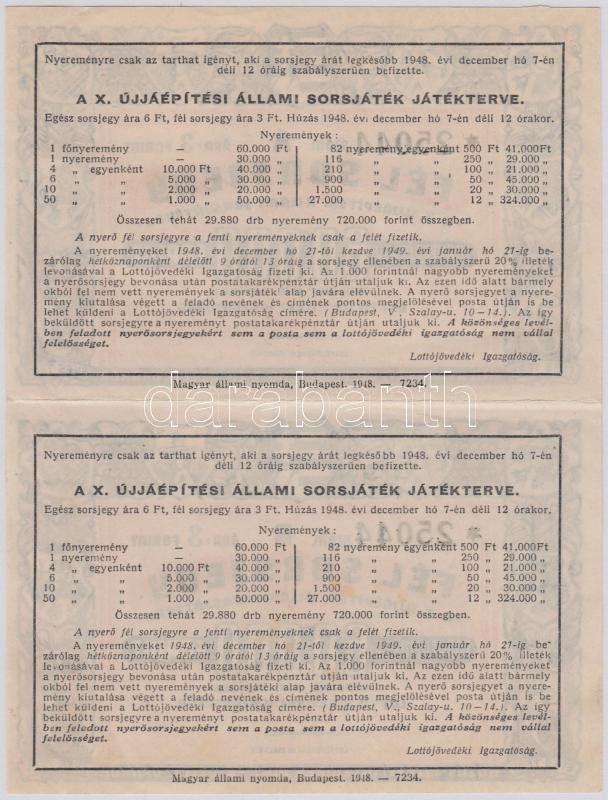 Nyereményre csak az tarthat igényt, aki a sorsjegy árát legkésőbb 1948. évi december hó 7-én
déli 12 óráig szabályszerüen befizette.
A X. ÚJJÁÉPÍTÉSI ÁLLAMI SORSJÁTÉK JÁTÉKTERVE.
Egész sorsjegy ára 6 Ft, fél sorsjegy ára 3 Ft. Húzás 1948. évi december hó 7-én déli 12 órakor.
25044
Nyeremények :
1 főnyeremény — 60.000 Ft 82 nyeremény egyenként 500 Ft 41.000 Ft
1 nyeremény — 30.000 „ 116 „ „ 250 „ 29.000 „
4 „ egyenként 10.000 Ft 40.000 „ 210 „ „ 100 „ 21.000 „
6 „ „ 5.000 „ 30.000 „ 900 „ „ 50 „ 45.000 „
10 „ „ 2.000 „ 20.000 „ 1.500 „ „ 20 „ 30.000 „
50 „ „ 1.000 „ 50.000 „ 27.000 „ „ 12 „ 324.000 „
Összesen tehát 29.880 drb nyeremény 720.000 forint összegben.
A nyerő fél sorsjegyre a fenti nyereményeknek csak a felét fizetik.
A nyereményeket 1948. évi december hó 21-től kezdve 1949. évi január hó 21-ig be-
zárólag hétköznaponként délelőtt 9 órától 13 óráig a sorsjegy ellenében a szabályszerű 20% illeték
levonásával a Lottójövedéki Igazgatóság fizeti ki. Az 1.000 forintnál nagyobb nyereményeket
a nyerősorsjegy bevonása után postatakarékpénztár útján utaljuk ki. Az ezen idő alatt bármely
okból fel nem vett nyeremények a sorsjáték alap javára elévülnek. A nyerő sorsjegyet a nyere-
mény kiutalása végett a feladó nevének és címének pontos megjelölésével posta útján is be
lehet küldeni a Lottojövedéki Igazgatóság címére. (Budapest, V., Szalay-u. 10-14.). Az így
beküldött sorsjegyre a nyereményt postatakarékpénztár útján utaljuk ki. A közönséges levél-
ben feladott nyerősorsjegyekért sem a posta sem a lottójövedéki igazgatóság nem vállal
felelősséget.
Lottójövedéki Igazgatóság.
Magyar állami nyomda, Budapest. 1948. — 7234.
darabanth
Nyereményre csak az tarthat igényt, aki a sorsjegy árát legkésőbb 1948. évi december hó 7-én
déli 12 óráig szabályszerüen befizette.
A X. ÚJJÁÉPÍTÉSI ÁLLAMI SORSJÁTÉK JÁTÉKTERVE.
Egész sorsjegy ára 6 Ft, fél sorsjegy ára 3 Ft. Húzás 1948. évi december hó 7-én déli 12 órakor.
25044
Nyeremények :
1 főnyeremény — 60.000 Ft 82 nyeremény egyenként 500 Ft 41.000 Ft
1 nyeremény — 30.000 „ 116 „ „ 250 „ 29.000 „
4 „ egyenként 10.000 Ft 40.000 „ 210 „ „ 100 „ 21.000 „
6 „ „ 5.000 „ 30.000 „ 900 „ „ 50 „ 45.000 „
10 „ „ 2.000 „ 20.000 „ 1.500 „ „ 20 „ 30.000 „
50 „ „ 1.000 „ 50.000 „ 27.000 „ „ 12 „ 324.000 „
Összesen tehát 29.880 drb nyeremény 720.000 forint összegben.
A nyerő fél sorsjegyre a fenti nyereményeknek csak a felét fizetik.
A nyereményeket 1948. évi december hó 21-től kezdve 1949. évi január hó 21-ig be-
zárólag hétköznaponként délelőtt 9 órától 13 óráig a sorsjegy ellenében a szabályszerű 20% illeték
levonásával a Lottójövedéki Igazgatóság fizeti ki. Az 1.000 forintnál nagyobb nyereményeket
a nyerősorsjegy bevonása után postatakarékpénztár útján utaljuk ki. Az ezen idő alatt bármely
okból fel nem vett nyeremények a sorsjátéki alap javára elévülnek. A nyerő sorsjegyet a nyere-
mény kiutalása végett a feladó nevének és címének pontos megjelölésével posta útján is be
lehet küldeni a Lottójövedéki Igazgatóság címére. (Budapest, V., Szalay-u. 10-14.). Az így
beküldött sorsjegyre a nyereményt postatakarékpénztár útján utaljuk ki. A közönséges levél-
ben feladott nyerősorsjegyekért sem a posta sem a lottójövedéki igazgatóság nem vállal
felelősséget.
Lottójövedéki Igazgatóság.
Magyar állami nyomda, Budapest. 1948. — 7234.